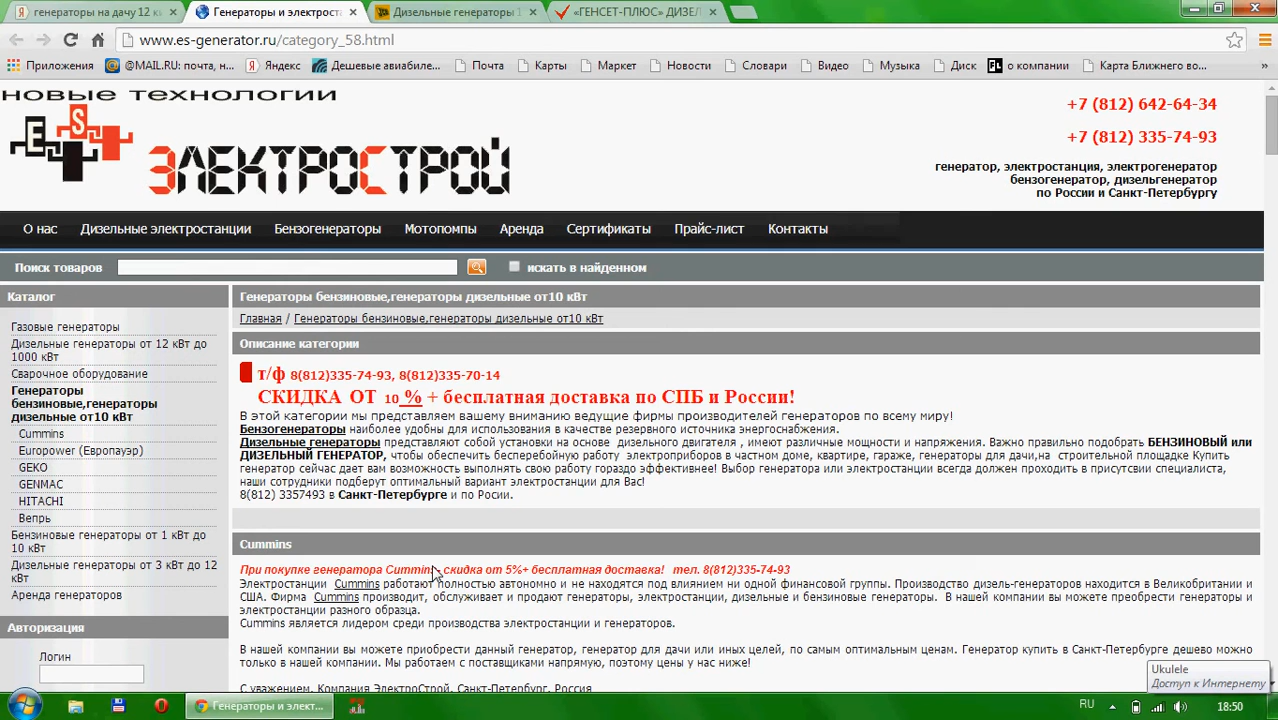 генераторы на дачу 12 к
Генераторы и электрост
Дизельные генераторы 1
«ГЕНСЕТ-ПЛЮС» ДИЗЕЛ
www.es-generator.ru/category_58.html
Приложения
@MAIL.RU: почта, н...
Яндекс
Дешевые авиабиле...
Почта
Карты
Маркет
Новости
Словари
Видео
Музыка
Диск
о компании
Карта Ближнего во...
новые технологии
ES
ЭЛЕКТРОСТРОЙ
+7 (812) 642-64-34
+7 (812) 335-74-93
генератор, электростанция, электрогенератор
бензогенератор, дизельгенератор
по России и Санкт-Петербургу
О нас
Дизельные электростанции
Бензогенераторы
Мотопомпы
Аренда
Сертификаты
Прайс-лист
Контакты
Поиск товаров
искать в найденном
Каталог
Газовые генераторы
Дизельные генераторы от 12 кВт до
1000 кВт
Сварочное оборудование
Генераторы
бензиновые,генераторы
дизельные от10 кВт
Cummins
Europower (Европауэр)
GEKO
GENMAC
HITACHI
Вепрь
Бензиновые генераторы от 1 кВт до
10 кВт
Дизельные генераторы от 3 кВт до 12
кВт
Аренда генераторов
Авторизация
Логин
Генераторы бензиновые,генераторы дизельные от10 кВт
Главная / Генераторы бензиновые,генераторы дизельные от10 кВт
Описание категории
т/ф 8(812)335-74-93, 8(812)335-70-14
СКИДКА ОТ 10 % + бесплатная доставка по СПБ и России!
В этой категории мы представляем вашему вниманию ведущие фирмы производителей генераторов по всему миру!
Бензогенераторы наиболее удобны для использования в качестве резервного источника энергоснабжения.
Дизельные генераторы представляют собой установки на основе дизельного двигателя , имеют различные мощности и напряжения. Важно правильно подобрать БЕНЗИНОВЫЙ или
ДИЗЕЛЬНЫЙ ГЕНЕРАТОР, чтобы обеспечить бесперебойную работу электроприборов в частном доме, квартире, гараже, генераторы для дачи,на строительной площадке Купить
генератор сейчас дает вам возможность выполнять свою работу гораздо эффективнее! Выбор генератора или электростанции всегда должен проходить в присутсвии специалиста,
наши сотрудники подберут оптимальный вариант электростанции для Вас!
8(812) 3357493 в Санкт-Петербурге и по Росии.
Cummins
При покупке генератора Cummins скидка от 5%+ бесплатная доставка! тел. 8(812)335-74-93
Электростанции Cummins работают полностью автономно и не находятся под влиянием ни одной финансовой группы. Производство дизель-генераторов находится в Великобритании и
США. Фирма Cummins производит, обслуживает и продают генераторы, электростанции, дизельные и бензиновые генераторы. В нашей компании вы можете преобрести генераторы и
электростанции разного образца.
Cummins является лидером среди производства электростанции и генераторов.
В нашей компании вы можете приобрести данный генератор, генератор для дачи или иных целей, по самым оптимальным ценам. Генератор купить в Санкт-Петербурге дешево можно
только в нашей компании. Мы работаем с поставщиками напрямую, поэтому цены у нас ниже!
С уважением, Компания ЭлектроСтрой, Санкт-Петербург, Россия
Ukulele
Доступ к Интернету
Генераторы и элект...
RU
18:50